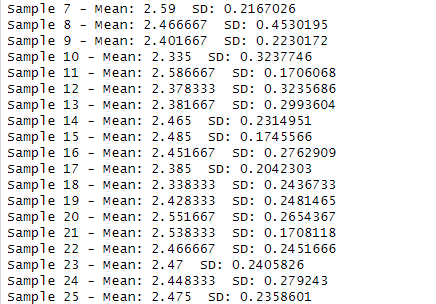 Sample 7 - Mean: 2.59  SD: 0.2167026
Sample 8 - Mean: 2.466667  SD: 0.4530195
Sample 9 - Mean: 2.401667  SD: 0.2230172
Sample 10 - Mean: 2.335  SD: 0.3237746
Sample 11 - Mean: 2.586667  SD: 0.1706068
Sample 12 - Mean: 2.378333  SD: 0.3235686
Sample 13 - Mean: 2.381667  SD: 0.2993604
Sample 14 - Mean: 2.465  SD: 0.2314951
Sample 15 - Mean: 2.485  SD: 0.1745566
Sample 16 - Mean: 2.451667  SD: 0.2762909
Sample 17 - Mean: 2.385  SD: 0.2042303
Sample 18 - Mean: 2.338333  SD: 0.2436733
Sample 19 - Mean: 2.428333  SD: 0.2481465
Sample 20 - Mean: 2.551667  SD: 0.2654367
Sample 21 - Mean: 2.538333  SD: 0.1708118
Sample 22 - Mean: 2.466667  SD: 0.2451666
Sample 23 - Mean: 2.47  SD: 0.2405826
Sample 24 - Mean: 2.448333  SD: 0.279243
Sample 25 - Mean: 2.475  SD: 0.2358601